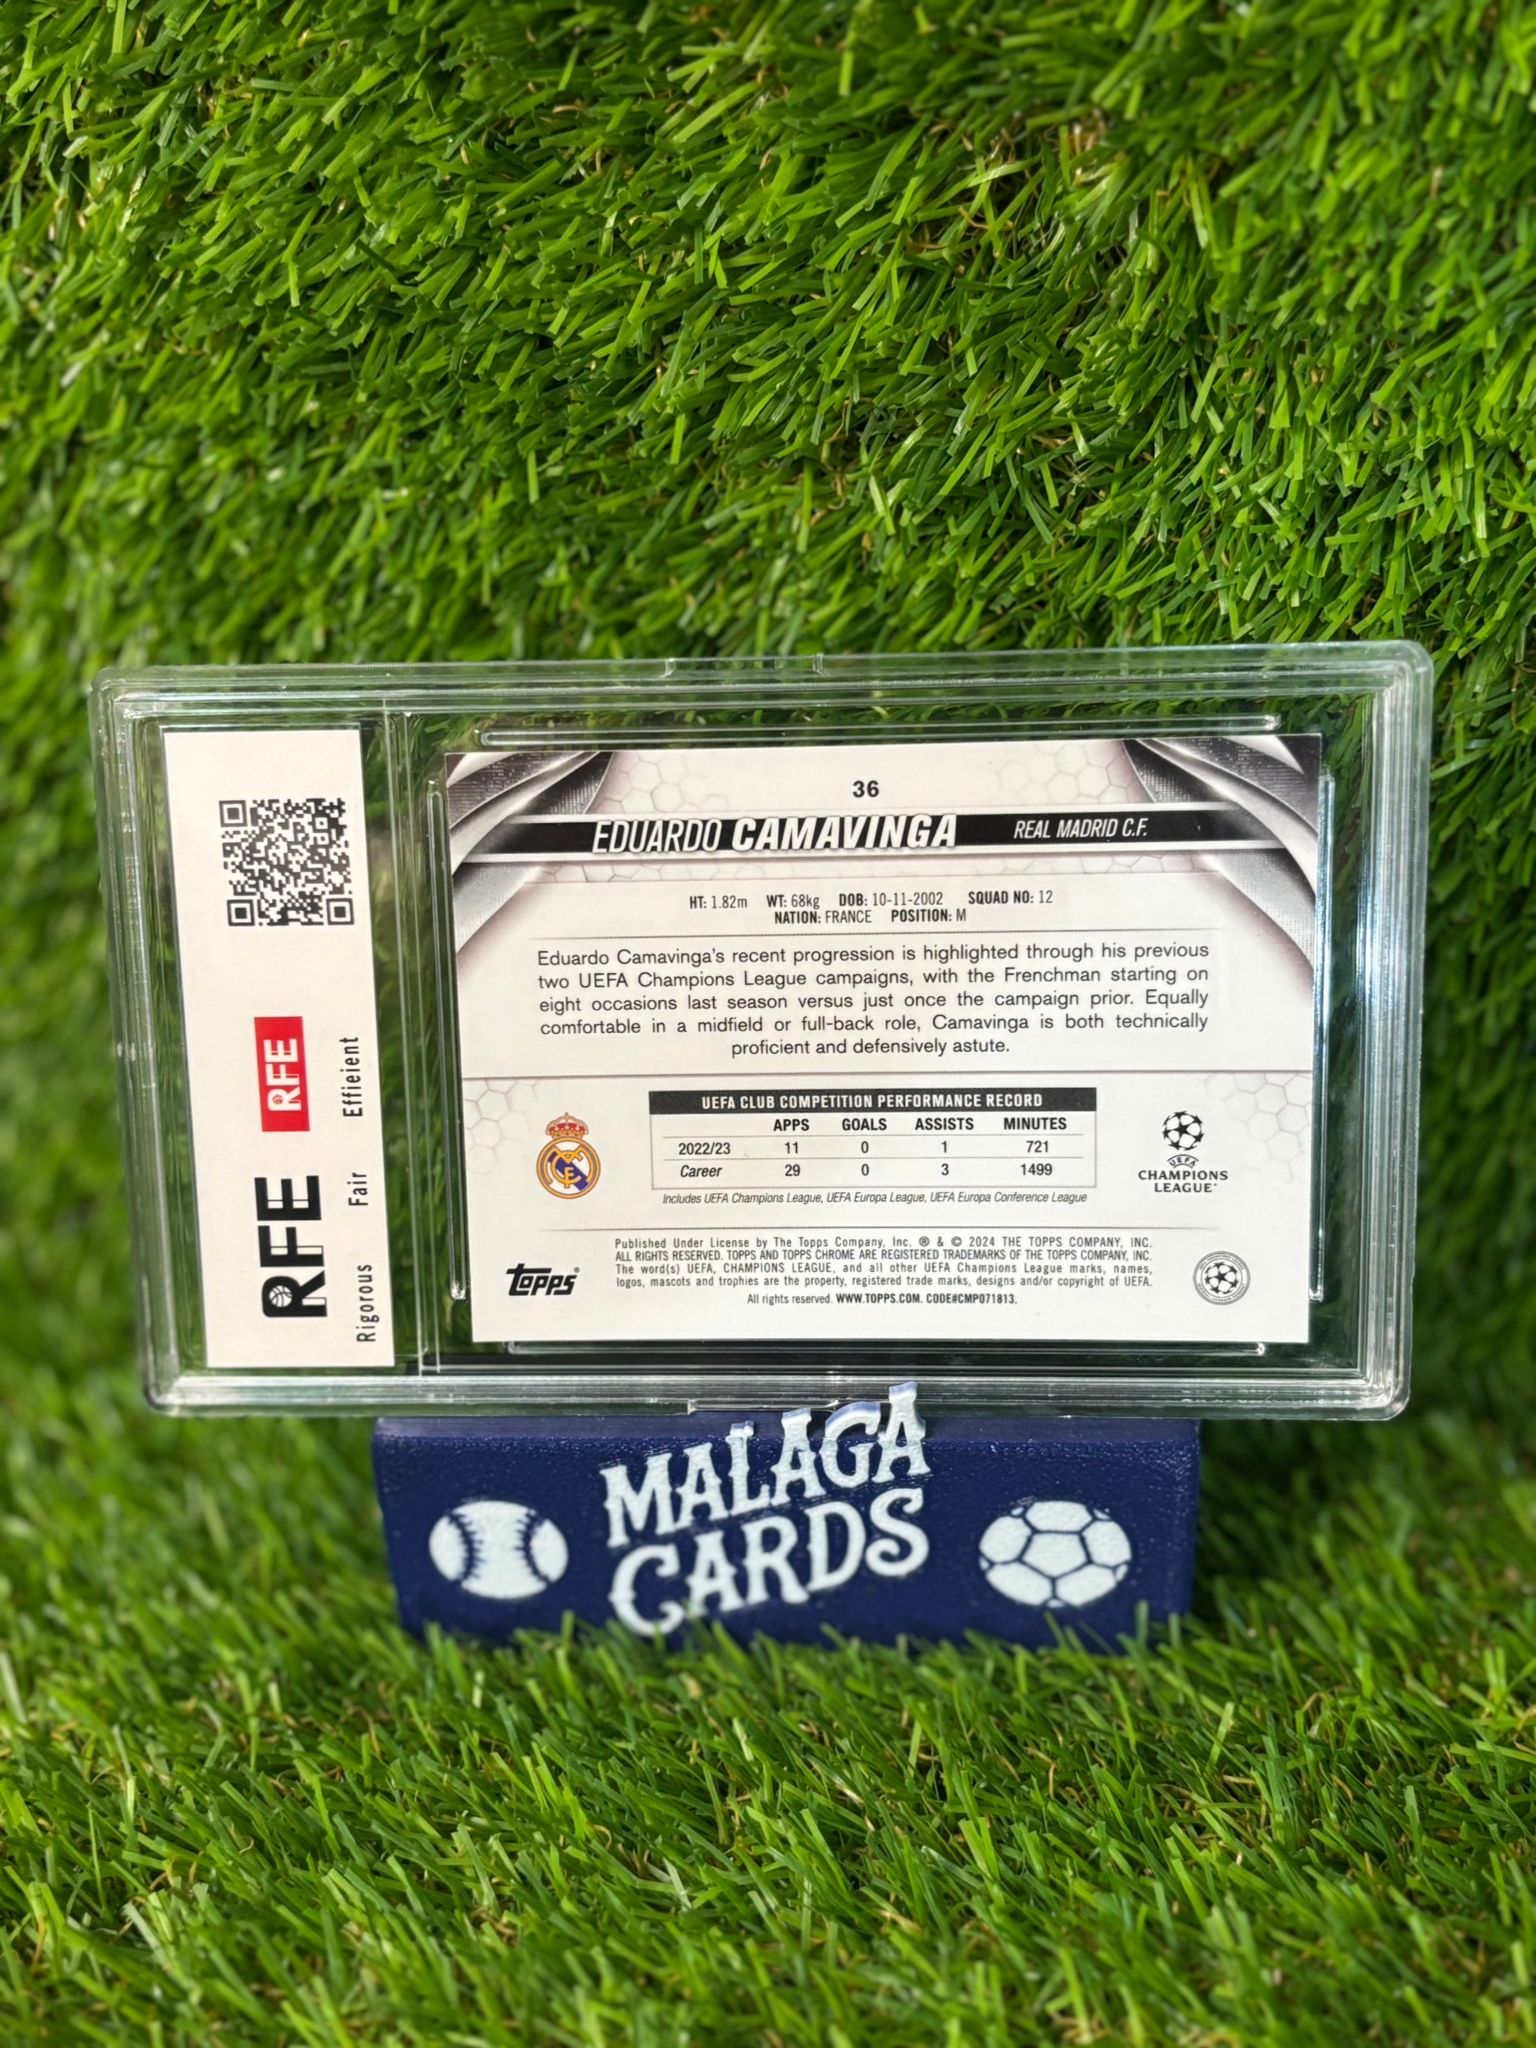 RFE
RFE
Rigorous Fair Effieient
36
EDUARDO CAMAVINGA REAL MADRID C.F.
HT: 1.82m WT: 68kg DOB: 10-11-2002 SQUAD NO: 12
NATION: FRANCE POSITION: M
Eduardo Camavinga's recent progression is highlighted through his previous
two UEFA Champions League campaigns, with the Frenchman starting on
eight occasions last season versus just once the campaign prior. Equally
comfortable in a midfield or full-back role, Camavinga is both technically
proficient and defensively astute.
UEFA CLUB COMPETITION PERFORMANCE RECORD
APPS GOALS ASSISTS MINUTES
2022/23 11 0 1 721
Career 29 0 3 1499
Includes UEFA Champions League, UEFA Europa League, UEFA Europa Conference League
UEFA
CHAMPIONS
LEAGUE
topps
Published Under License by The Topps Company, Inc. ® & © 2024 THE TOPPS COMPANY, INC.
ALL RIGHTS RESERVED. TOPPS AND TOPPS CHROME ARE REGISTERED TRADEMARKS OF THE TOPPS COMPANY, INC.
The word(s) UEFA, CHAMPIONS LEAGUE, and all other UEFA Champions League marks, names,
logos, mascots and trophies are the property, registered trade marks, designs and/or copyright of UEFA.
All rights reserved. WWW.TOPPS.COM. CODE#CMP071813.
MALAGA
CARDS